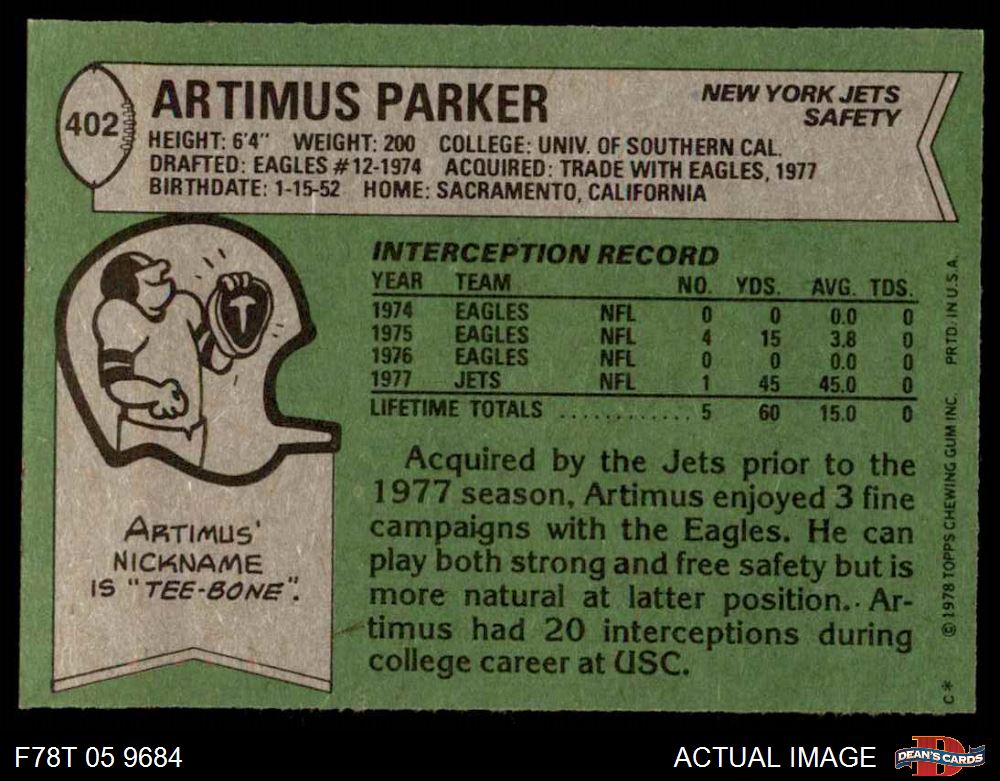 402
ARTIMUS PARKER
NEW YORK JETS
SAFETY
HEIGHT: 6'4" WEIGHT: 200 COLLEGE: UNIV. OF SOUTHERN CAL.
DRAFTED: EAGLES #12-1974 ACQUIRED: TRADE WITH EAGLES, 1977
BIRTHDATE: 1-15-52 HOME: SACRAMENTO, CALIFORNIA
T
ARTIMUS'
NICKNAME
IS "TEE-BONE".
INTERCEPTION RECORD
YEAR TEAM NO. YDS. AVG. TDS.
1974 EAGLES NFL 0 0 0.0 0
1975 EAGLES NFL 4 15 3.8 0
1976 EAGLES NFL 0 0 0.0 0
1977 JETS NFL 1 45 45.0 0
LIFETIME TOTALS ............ 5 60 15.0 0
Acquired by the Jets prior to the
1977 season, Artimus enjoyed 3 fine
campaigns with the Eagles. He can
play both strong and free safety but is
more natural at latter position.. Ar-
timus had 20 interceptions during
college career at USC.
C* © 1978 TOPPS CHEWING GUM INC. PRTD. IN U.S.A.
F78T 05 9684
ACTUAL IMAGE
D
DEAN'S CARDS